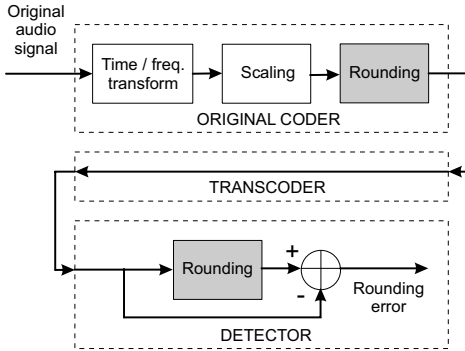 Original
audio
signal
Time / freq.
transform
Scaling
Rounding
ORIGINAL CODER
TRANSCODER
Rounding
+
-
Rounding
error
DETECTOR